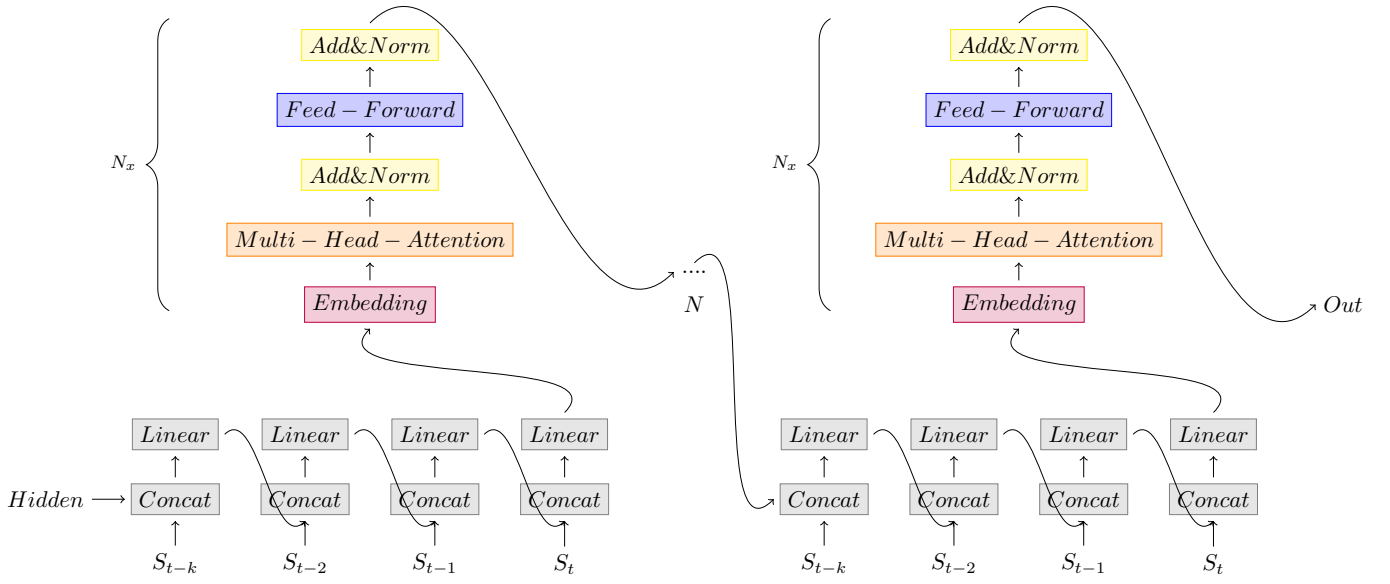 Add&Norm
Feed − Forward
N_x
Add&Norm
Multi − Head − Attention
Embedding
....
N
Linear Linear Linear Linear
Hidden Concat Concat Concat Concat
S_{t−k} S_{t−2} S_{t−1} S_t
Add&Norm
Feed − Forward
N_x
Add&Norm
Multi − Head − Attention
Embedding
Out
Linear Linear Linear Linear
Concat Concat Concat Concat
S_{t−k} S_{t−2} S_{t−1} S_t